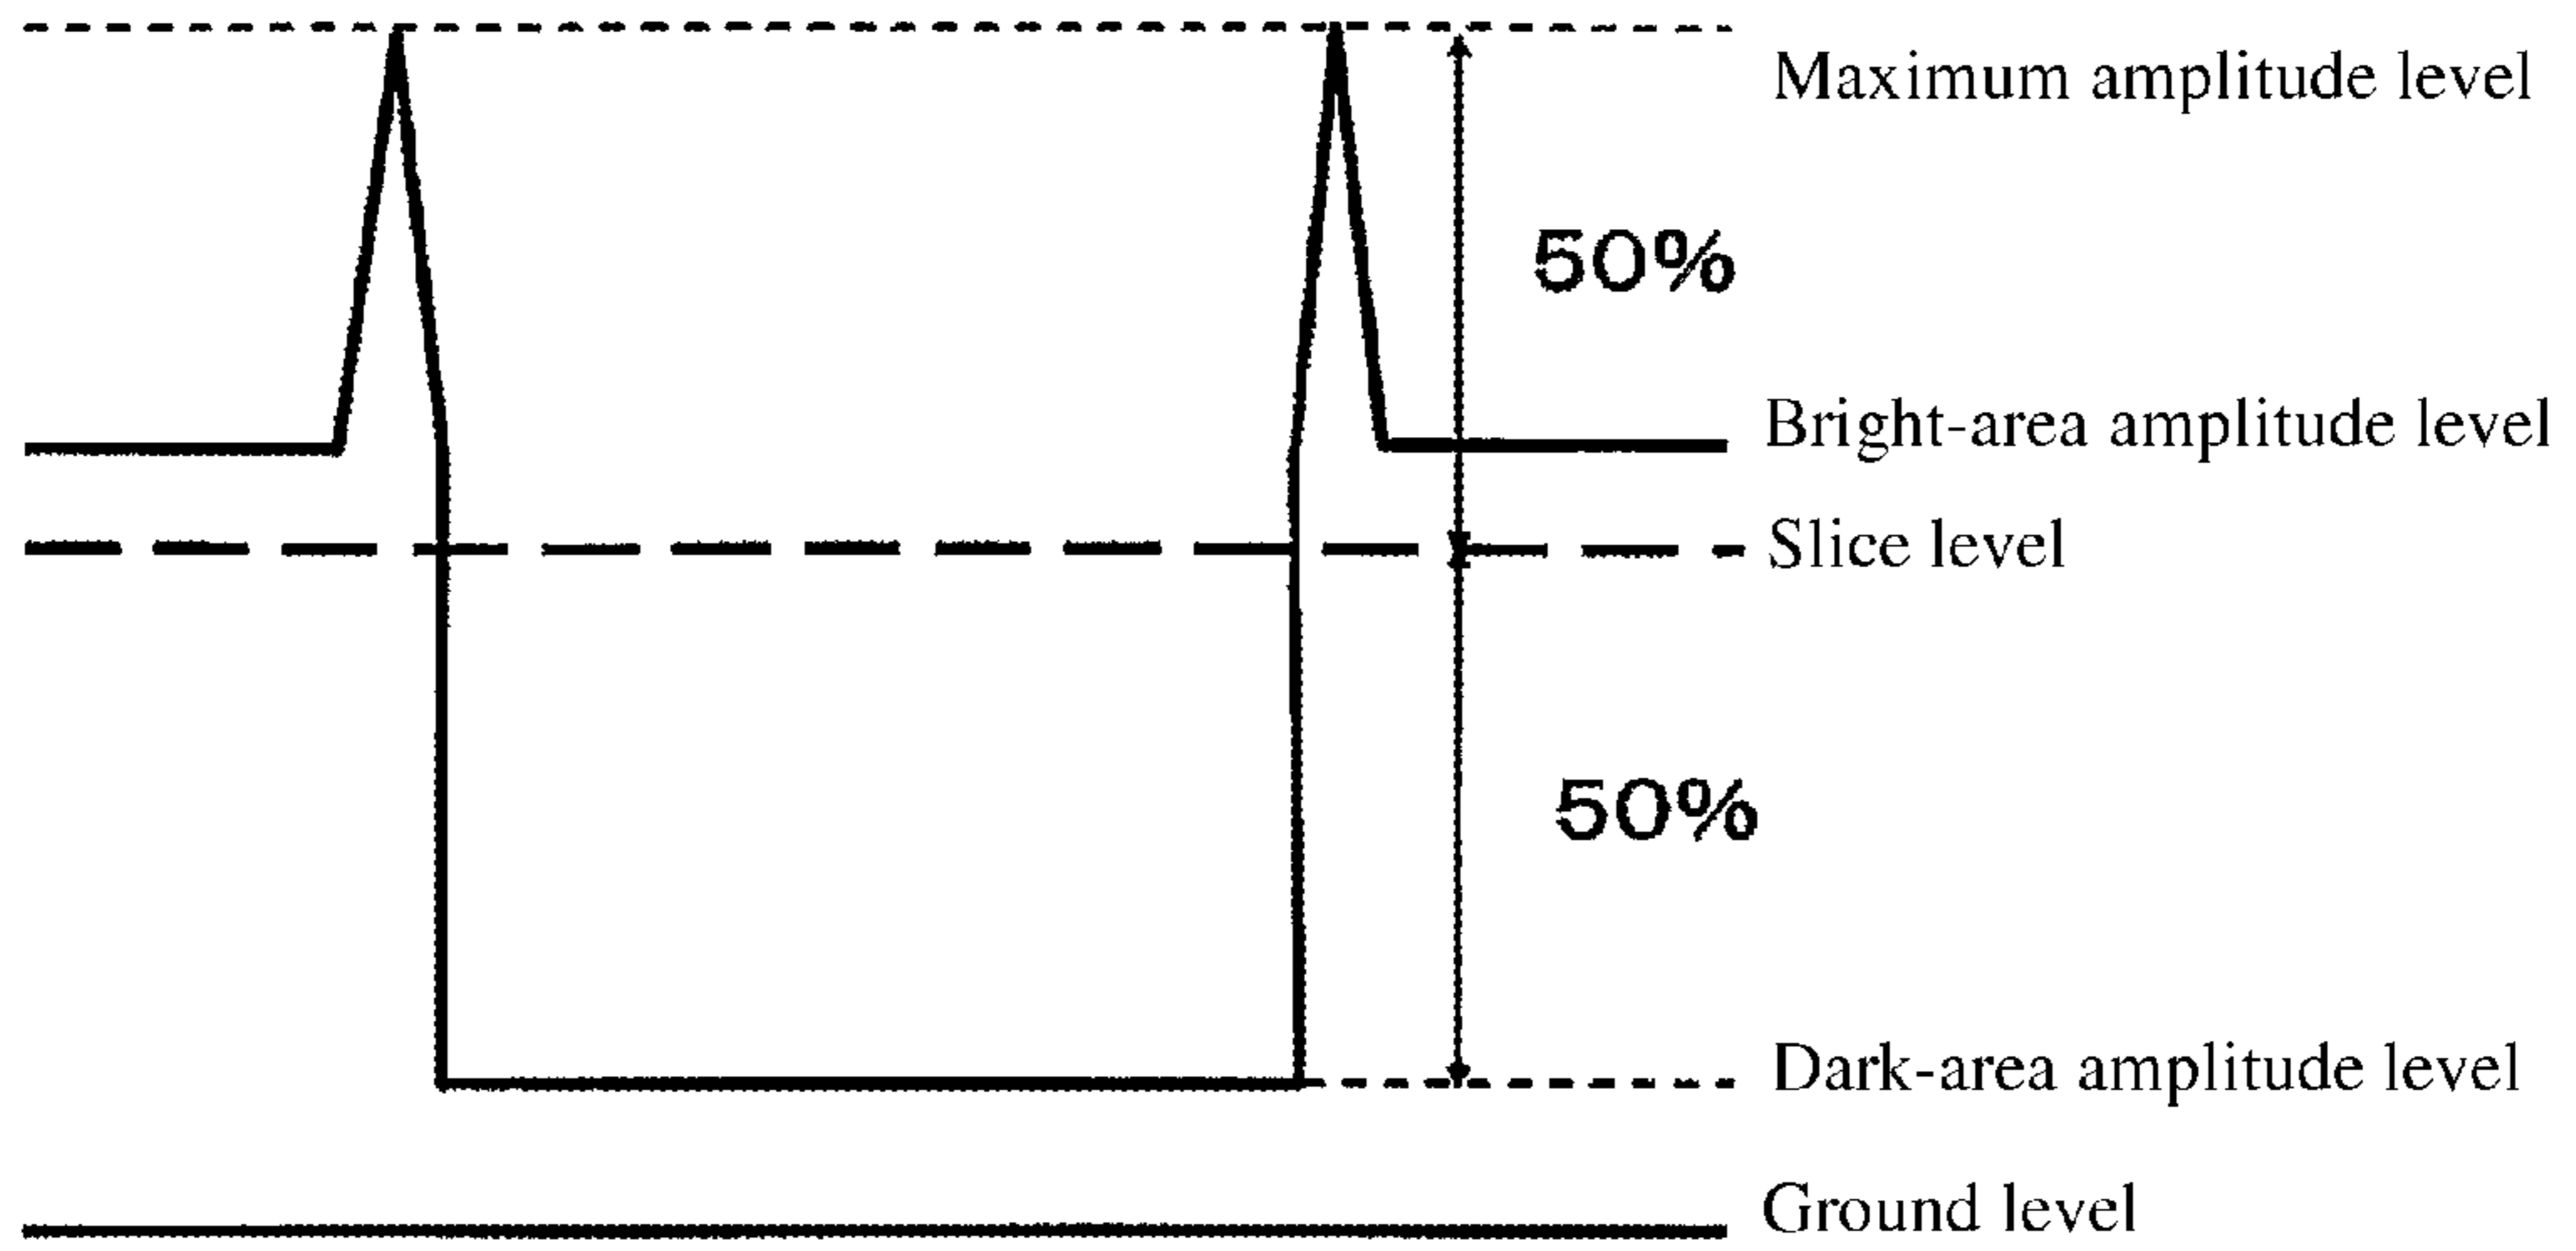 Maximum amplitude level
50%
Bright-area amplitude level
Slice level
50%
Dark-area amplitude level
Ground level